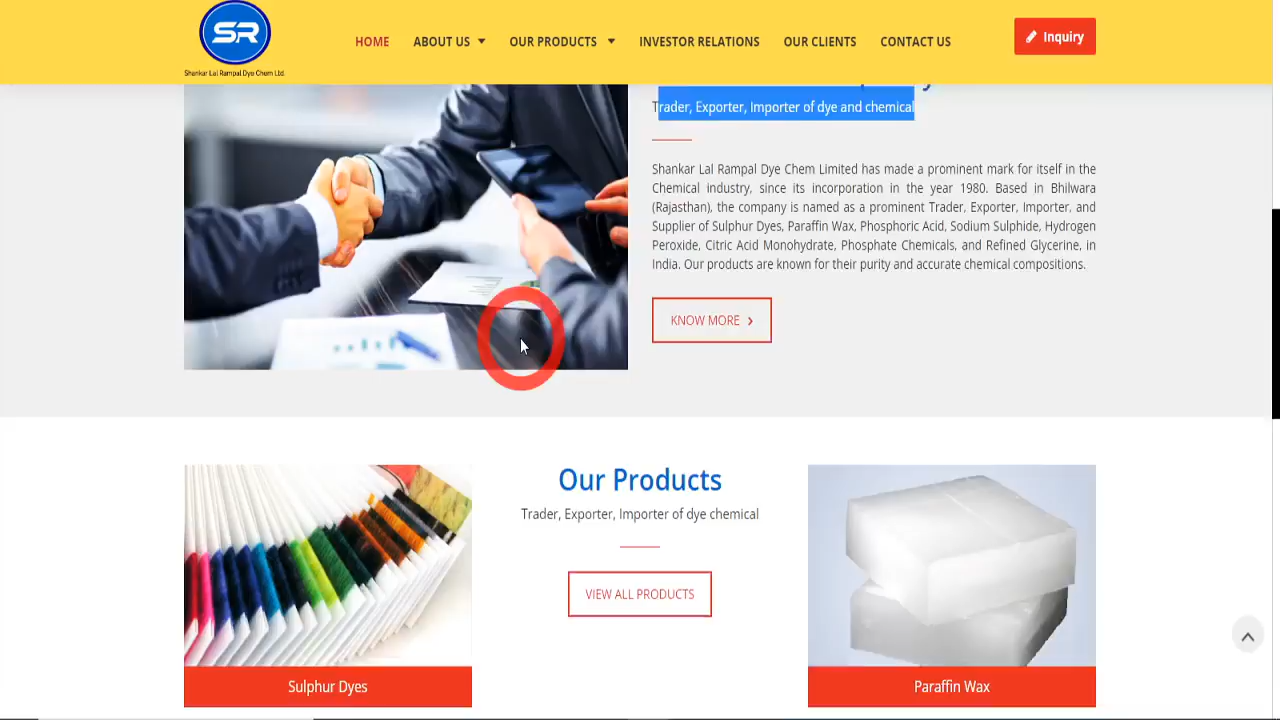 SR
Shankar Lal Rampal Dye Chem Ltd.
HOME ABOUT US OUR PRODUCTS INVESTOR RELATIONS OUR CLIENTS CONTACT US
Inquiry
Trader, Exporter, Importer of dye and chemical
Shankar Lal Rampal Dye Chem Limited has made a prominent mark for itself in the
Chemical industry, since its incorporation in the year 1980. Based in Bhilwara
(Rajasthan), the company is named as a prominent Trader, Exporter, Importer, and
Supplier of Sulphur Dyes, Paraffin Wax, Phosphoric Acid, Sodium Sulphide, Hydrogen
Peroxide, Citric Acid Monohydrate, Phosphate Chemicals, and Refined Glycerine, in
India. Our products are known for their purity and accurate chemical compositions.
KNOW MORE
Our Products
Trader, Exporter, Importer of dye chemical
VIEW ALL PRODUCTS
Sulphur Dyes
Paraffin Wax